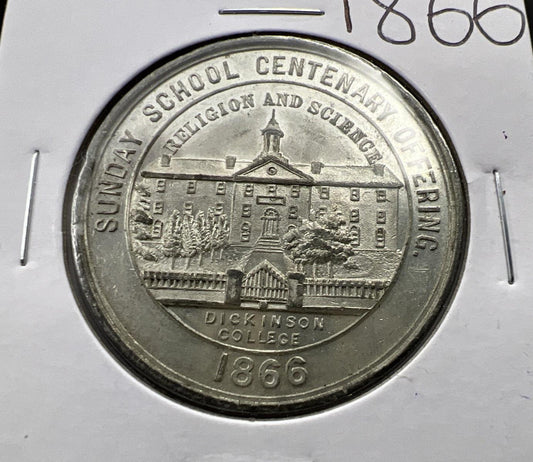 1866
SUNDAY SCHOOL CENTENARY OFFERING.
RELIGION AND SCIENCE.
DICKINSON
COLLEGE
1866